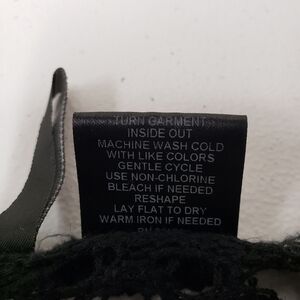 TURN GARMENT
INSIDE OUT
MACHINE WASH COLD
WITH LIKE COLORS
GENTLE CYCLE
USE NON-CHLORINE
BLEACH IF NEEDED
RESHAPE
LAY FLAT TO DRY
WARM IRON IF NEEDED